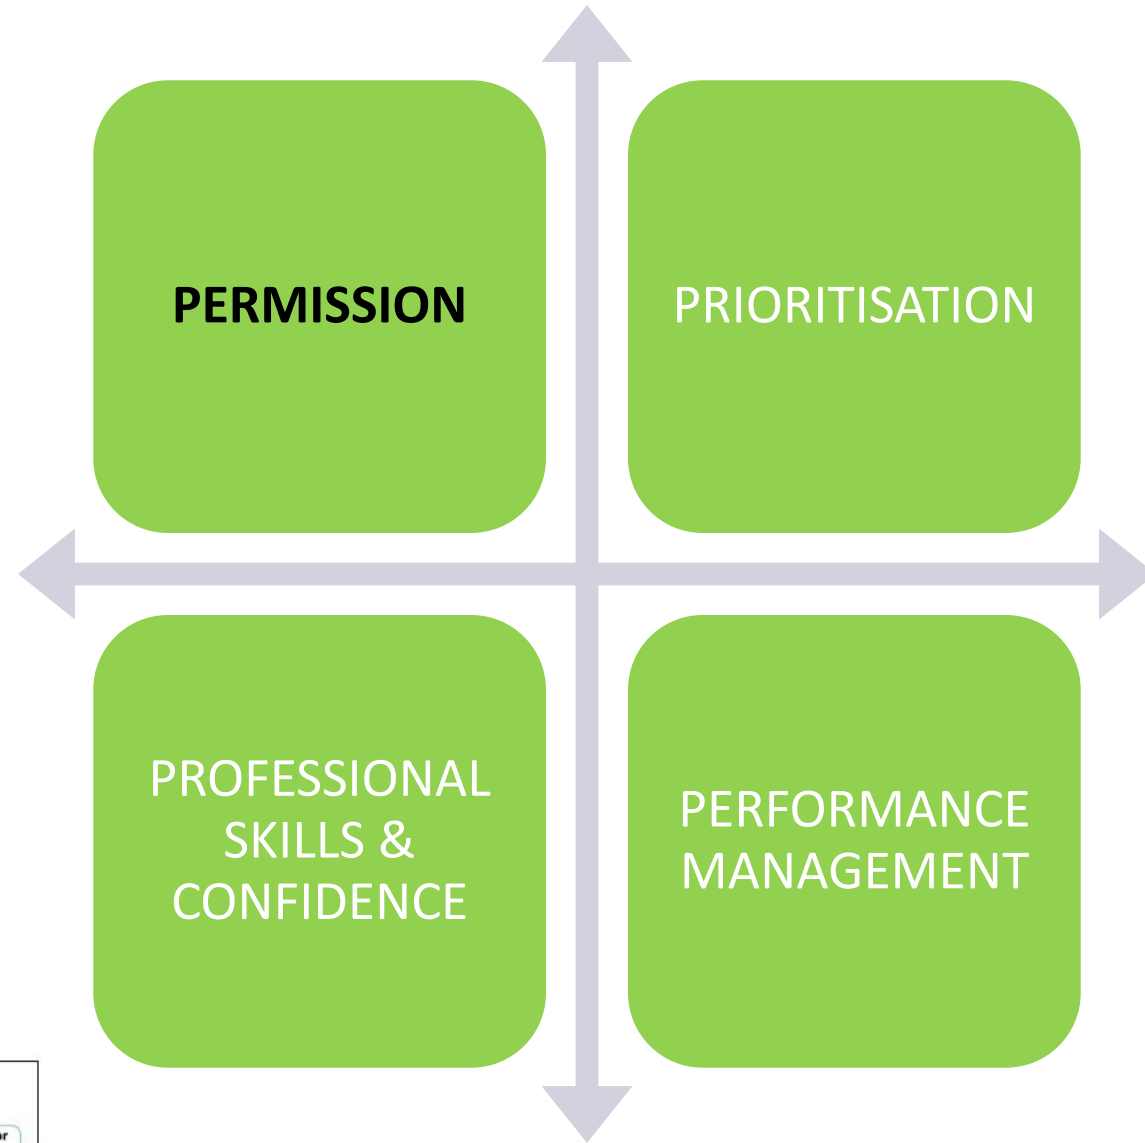 PERMISSION
PRIORITISATION
PROFESSIONAL
SKILLS &
CONFIDENCE
PERFORMANCE
MANAGEMENT